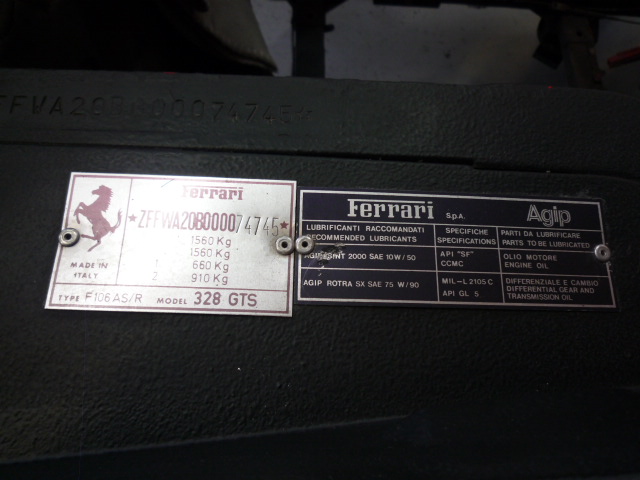 ZFFWA20B000074745*
Ferrari
*ZFFWA20B000074745*
1560 Kg
1560 Kg
1 660 Kg
2 910 Kg
MADE IN
ITALY
TYPE F106 AS/R MODEL 328 GTS
Ferrari S.p.A. Agip
LUBRIFICANTI RACCOMANDATI
RECOMMENDED LUBRICANTS
SPECIFICHE
SPECIFICATIONS
PARTI DA LUBRIFICARE
PARTS TO BE LUBRICATED
2000 SAE 10W/50
API "SF"
CCMC
OLIO MOTORE
ENGINE OIL
AGIP ROTRA SX SAE 75 W/90
MIL-L 2105 C
API GL 5
DIFFERENZIALE E CAMBIO
DIFFERENTIAL GEAR AND
TRANSMISSION OIL